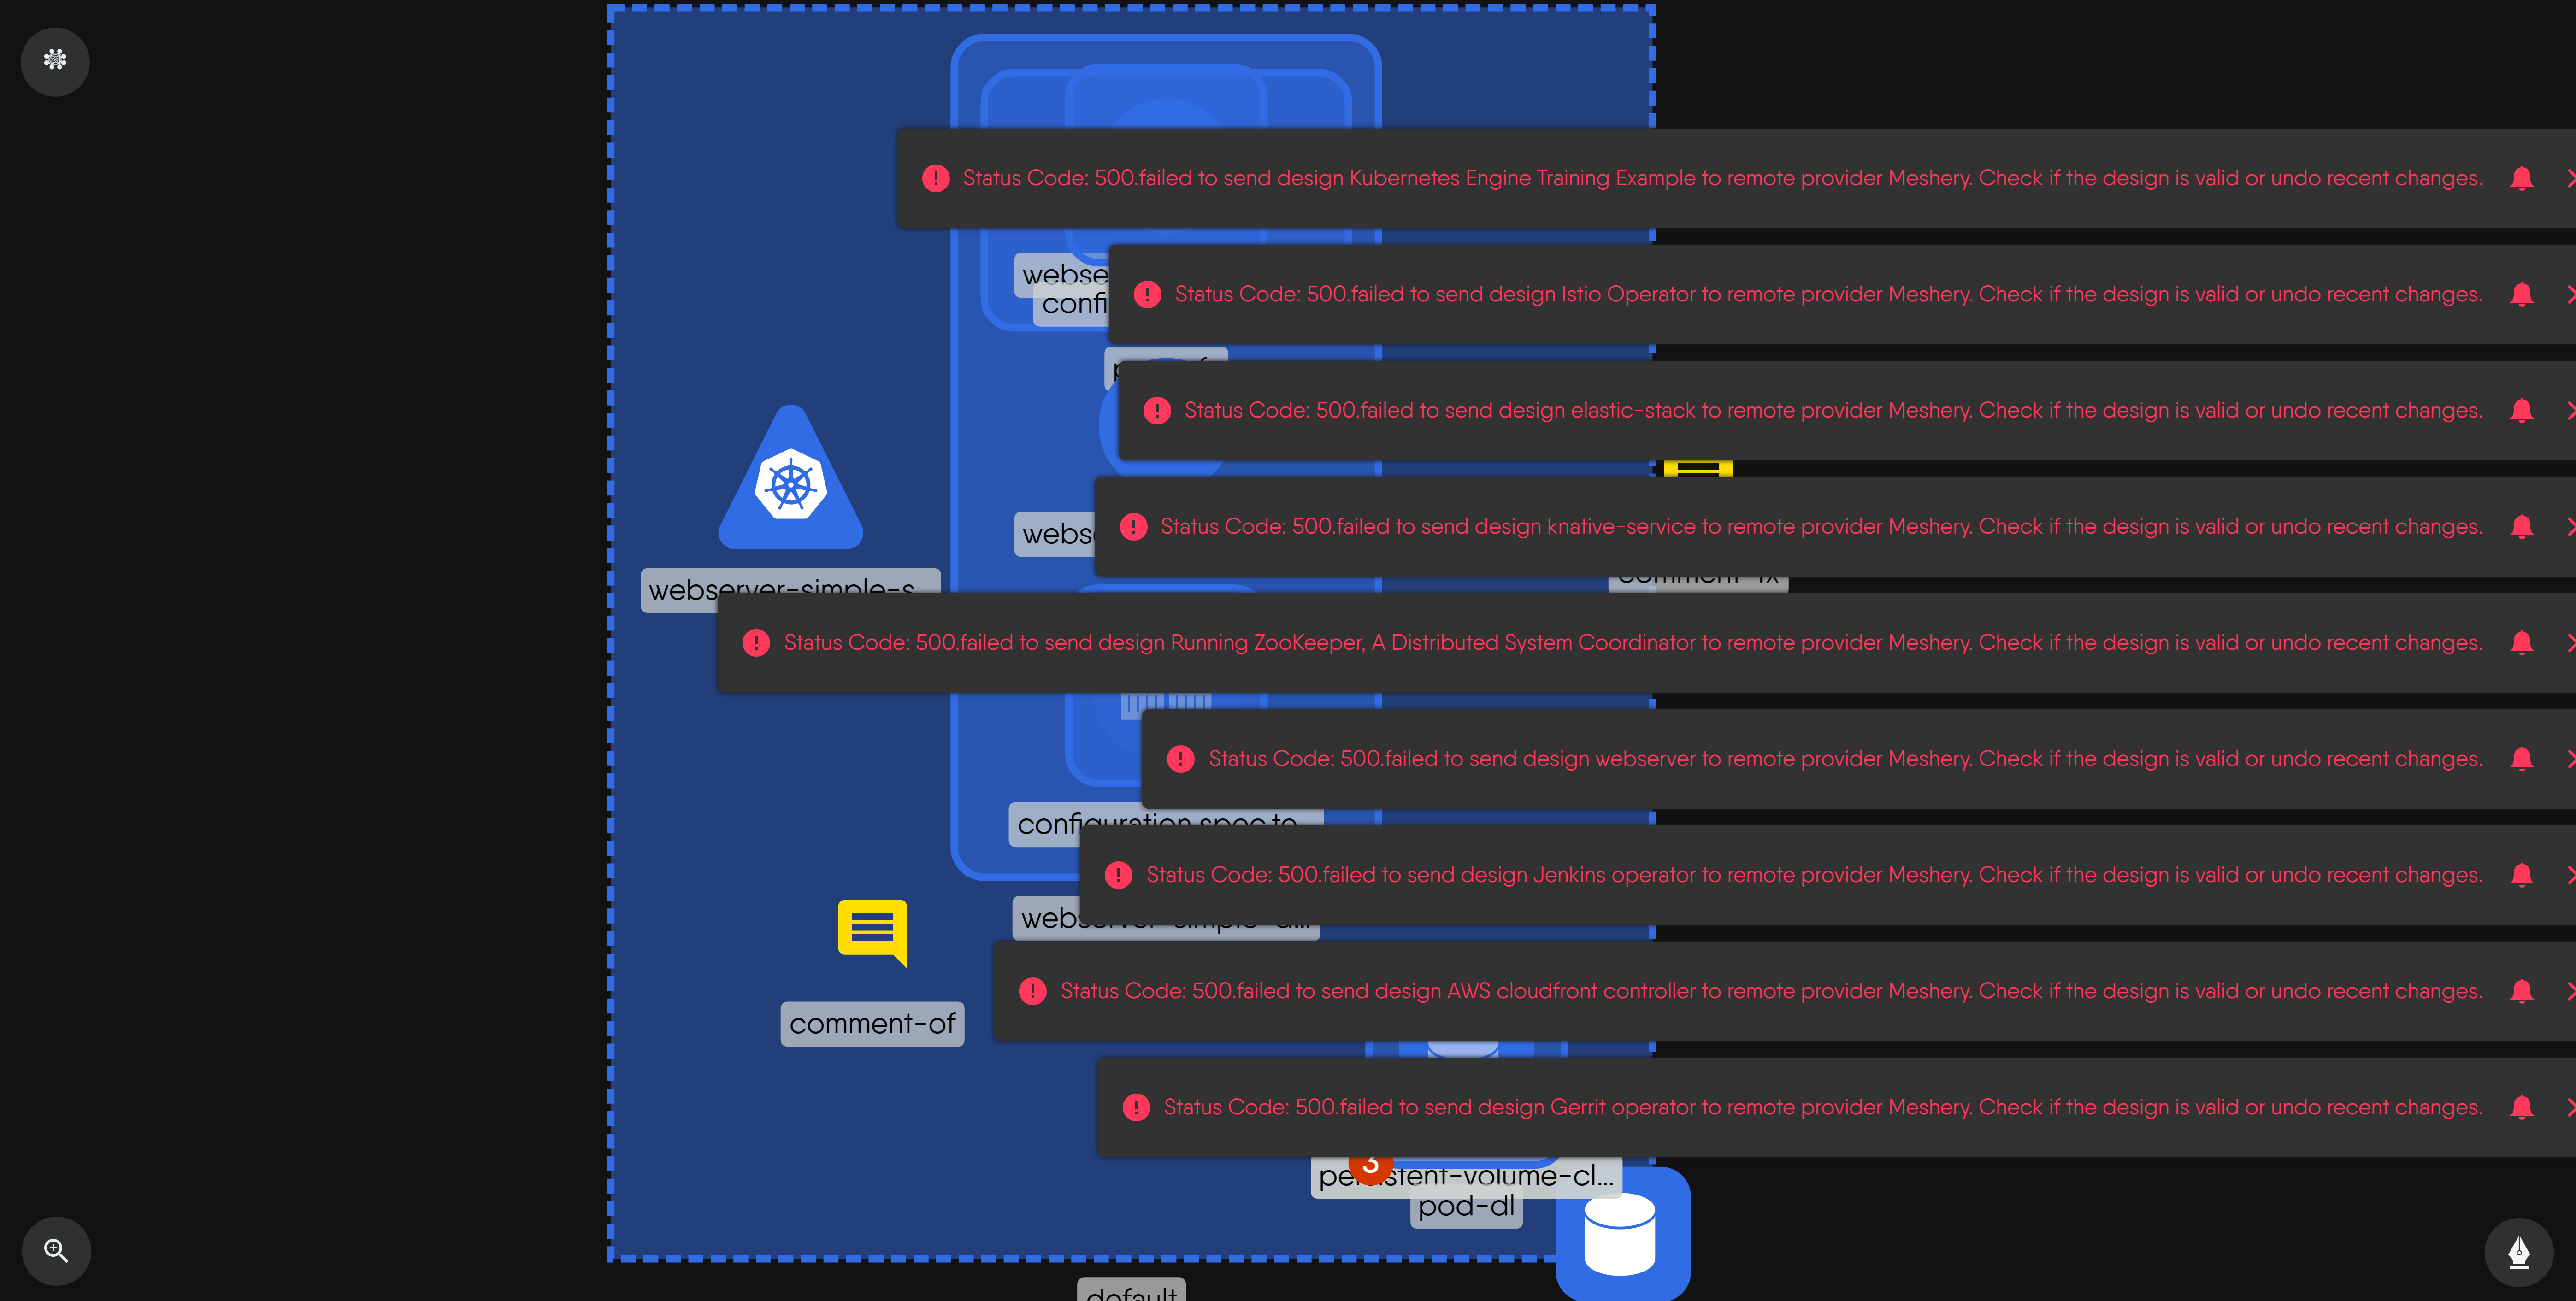 Status Code: 500.failed to send design Kubernetes Engine Training Example to remote provider Meshery. Check if the design is valid or undo recent changes.
webse
Status Code: 500.failed to send design Istio Operator to remote provider Meshery. Check if the design is valid or undo recent changes.
confi
Status Code: 500.failed to send design elastic-stack to remote provider Meshery. Check if the design is valid or undo recent changes.
Status Code: 500.failed to send design knative-service to remote provider Meshery. Check if the design is valid or undo recent changes.
webse
webserver-simple-s...
Status Code: 500.failed to send design Running ZooKeeper, A Distributed System Coordinator to remote provider Meshery. Check if the design is valid or undo recent changes.
Status Code: 500.failed to send design webserver to remote provider Meshery. Check if the design is valid or undo recent changes.
configuration.spec.te...
Status Code: 500.failed to send design Jenkins operator to remote provider Meshery. Check if the design is valid or undo recent changes.
webserver-simple-d...
Status Code: 500.failed to send design AWS cloudfront controller to remote provider Meshery. Check if the design is valid or undo recent changes.
comment-of
Status Code: 500.failed to send design Gerrit operator to remote provider Meshery. Check if the design is valid or undo recent changes.
3
persistent-volume-cl...
pod-dl
default